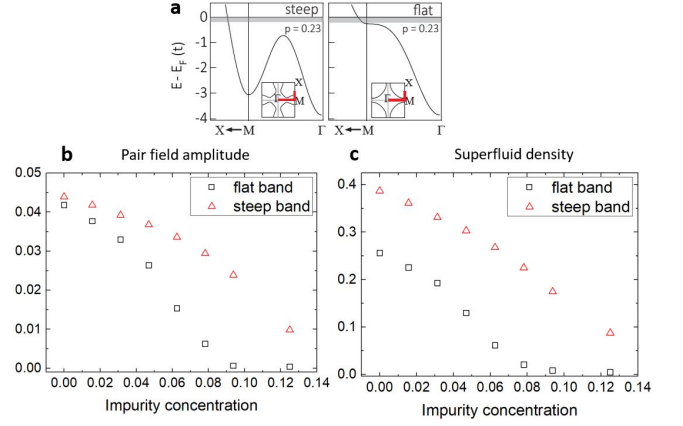 a
steep
flat
p = 0.23
p = 0.23
E- E_F (t)
0
-1
-2
-3
-4
X
Γ
M
X
Γ
M
X ← M Γ
X ← M Γ
b Pair field amplitude
flat band
steep band
0.05
0.04
0.03
0.02
0.01
0.00
0.00 0.02 0.04 0.06 0.08 0.10 0.12 0.14
Impurity concentration
c Superfluid density
flat band
steep band
0.4
0.3
0.2
0.1
0.0
0.00 0.02 0.04 0.06 0.08 0.10 0.12 0.14
Impurity concentration